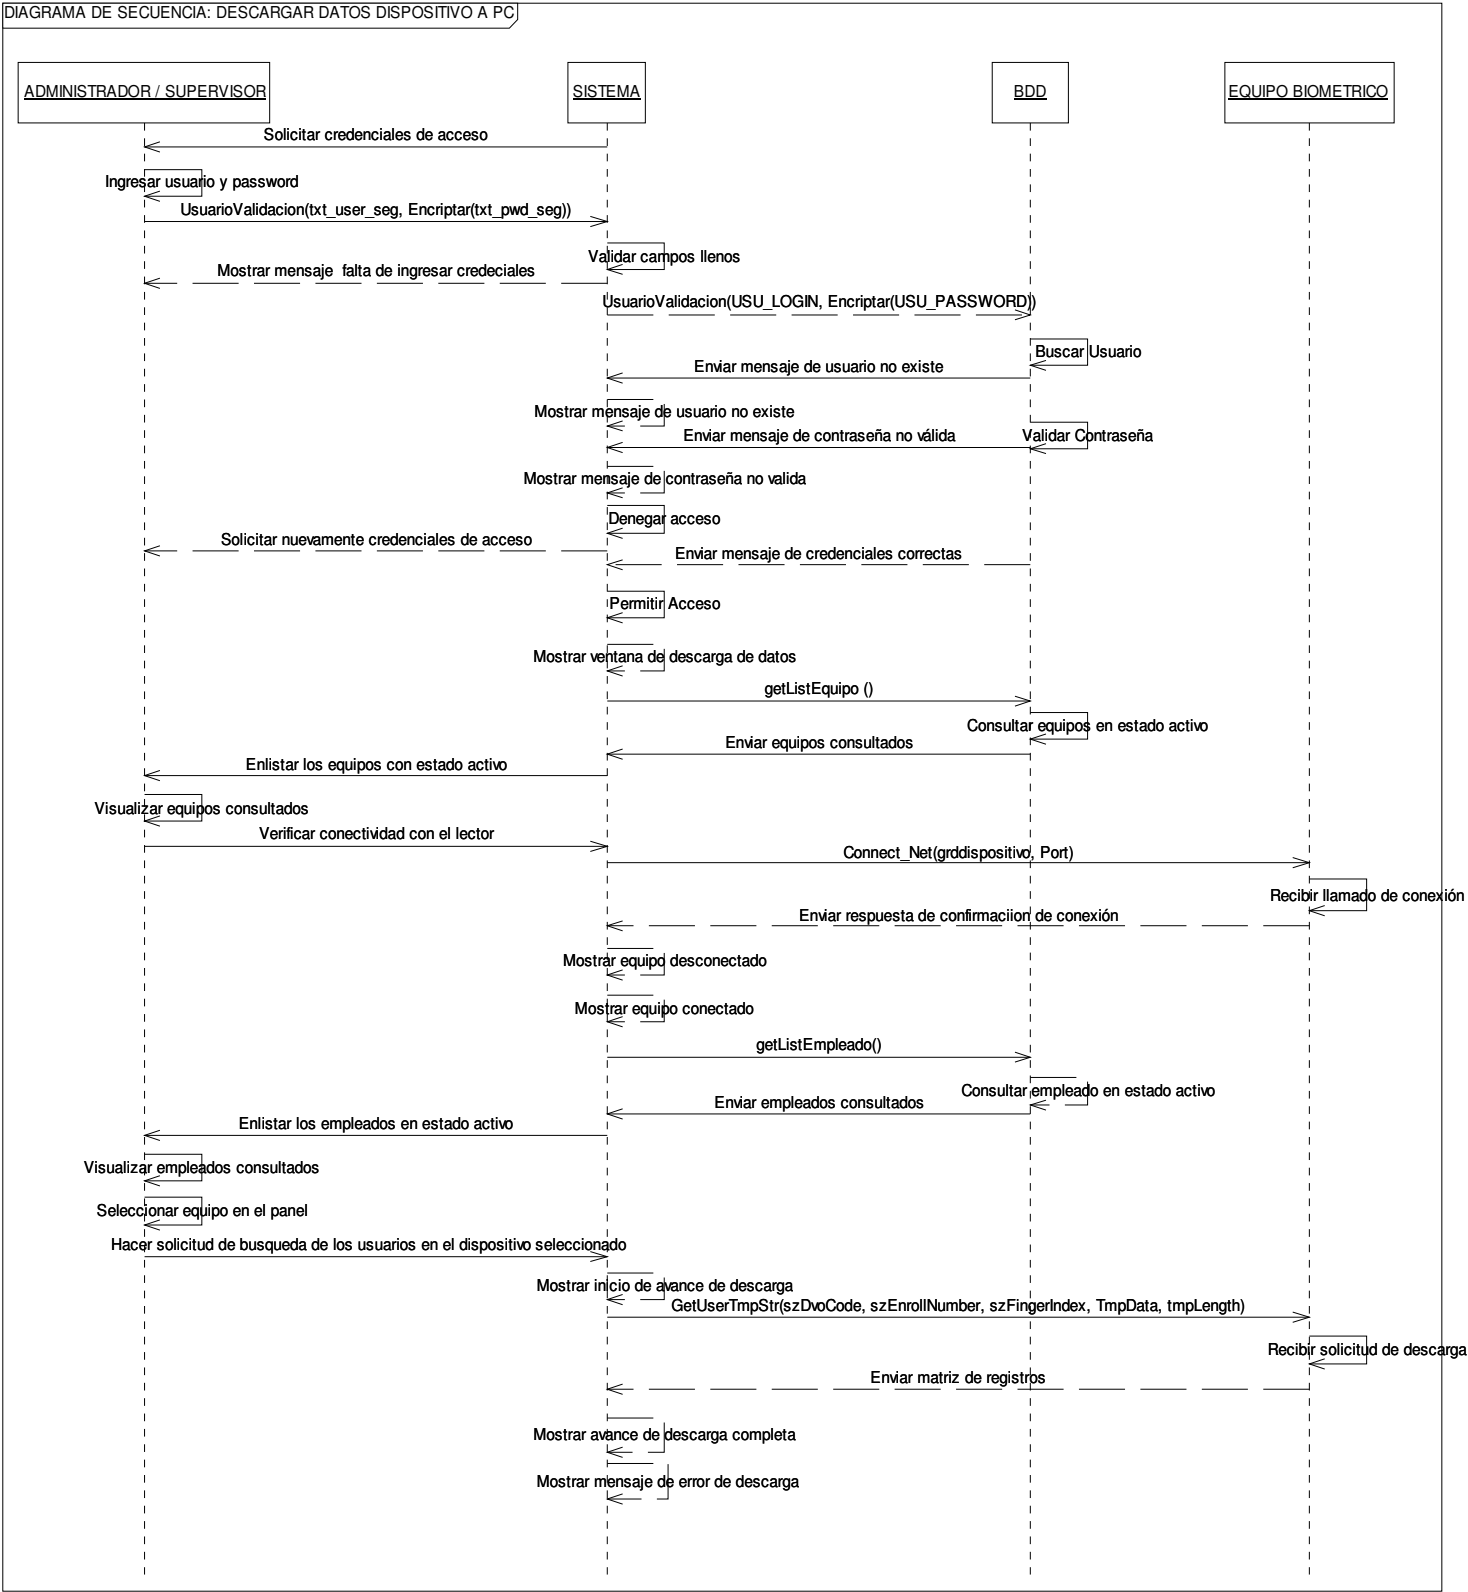 DIAGRAMA DE SECUENCIA: DESCARGAR DATOS DISPOSITIVO A PC
ADMINISTRADOR / SUPERVISOR
SISTEMA
BDD
EQUIPO BIOMETRICO
Solicitar credenciales de acceso
Ingresar usuario y password
UsuarioValidacion(txt_user_seg, Encriptar(txt_pwd_seg))
Validar campos llenos
Mostrar mensaje  falta de ingresar credeciales
UsuarioValidacion(USU_LOGIN, Encriptar(USU_PASSWORD))
Buscar Usuario
Enviar mensaje de usuario no existe
Mostrar mensaje de usuario no existe
Enviar mensaje de contraseña no válida
Validar Contraseña
Mostrar mensaje de contraseña no valida
Denegar acceso
Solicitar nuevamente credenciales de acceso
Enviar mensaje de credenciales correctas
Permitir Acceso
Mostrar ventana de descarga de datos
getListEquipo ()
Consultar equipos en estado activo
Enviar equipos consultados
Enlistar los equipos con estado activo
Visualizar equipos consultados
Verificar conectividad con el lector
Connect_Net(grddispositivo, Port)
Recibir llamado de conexión
Enviar respuesta de confirmaciion de conexión
Mostrar equipo desconectado
Mostrar equipo conectado
getListEmpleado()
Consultar empleado en estado activo
Enviar empleados consultados
Enlistar los empleados en estado activo
Visualizar empleados consultados
Seleccionar equipo en el panel
Hacer solicitud de busqueda de los usuarios en el dispositivo seleccionado
Mostrar inicio de avance de descarga
GetUserTmpStr(szDvoCode, szEnrollNumber, szFingerIndex, TmpData, tmpLength)
Recibir solicitud de descarga
Enviar matriz de registros
Mostrar avance de descarga completa
Mostrar mensaje de error de descarga